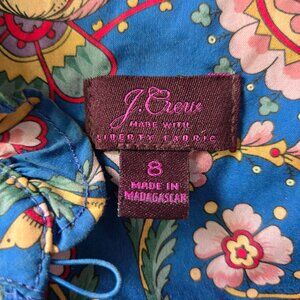 J.Crew
MADE WITH
LIBERTY FABRIC
8
MADE IN
MADAGASCAR